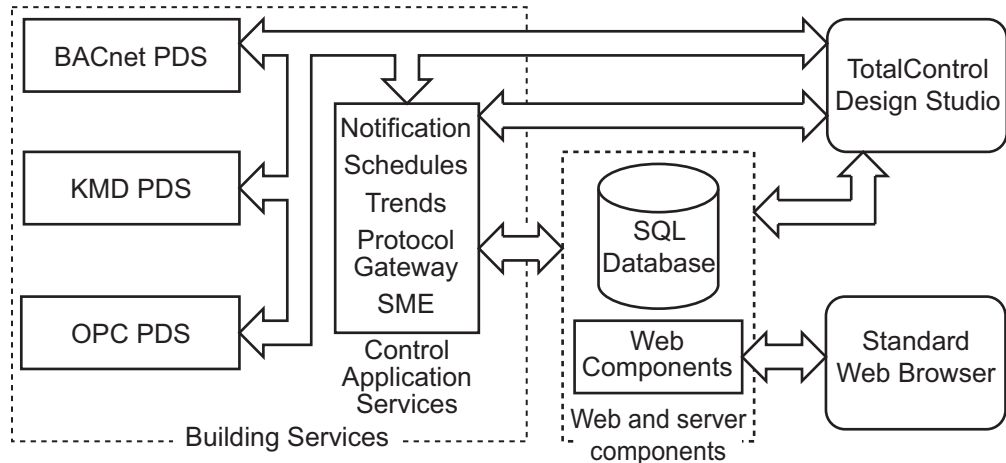 BACnet PDS
KMD PDS
OPC PDS
Notification
Schedules
Trends
Protocol
Gateway
SME
Control
Application
Services
Building Services
SQL
Database
Web
Components
Web and server
components
TotalControl
Design Studio
Standard
Web Browser